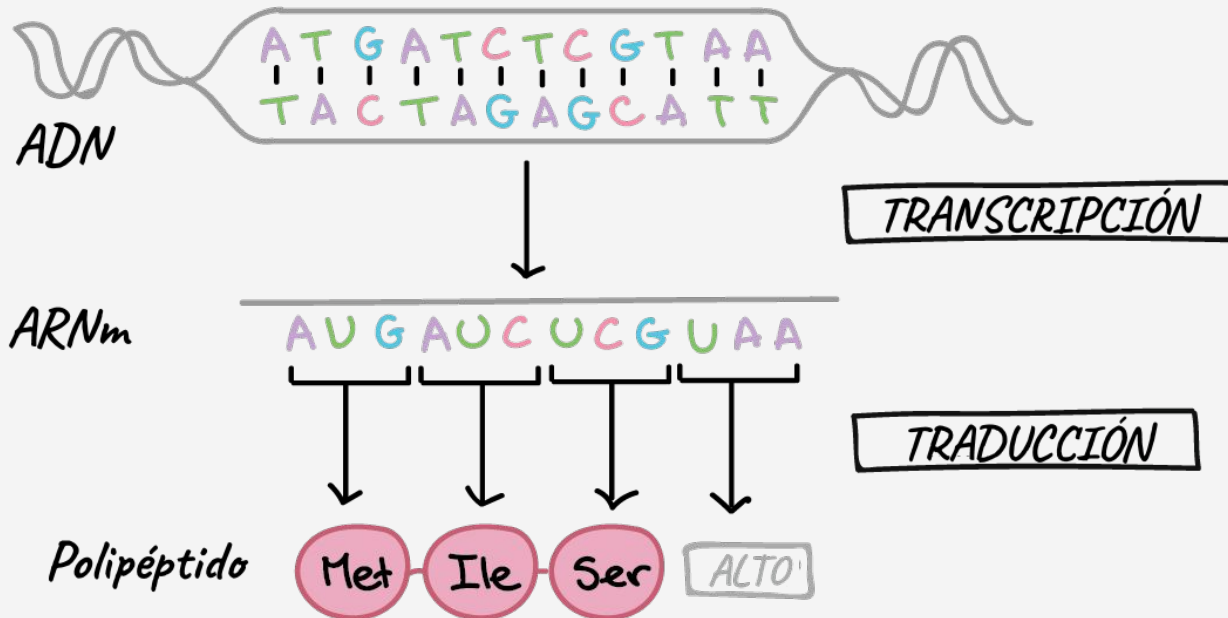 A T G A T C T C G T A A
T A C T A G A G C A T T
ADN
TRANSCRIPCIÓN
ARNm
A U G A U C U C G U A A
TRADUCCIÓN
Polipéptido Met Ile Ser ALTO